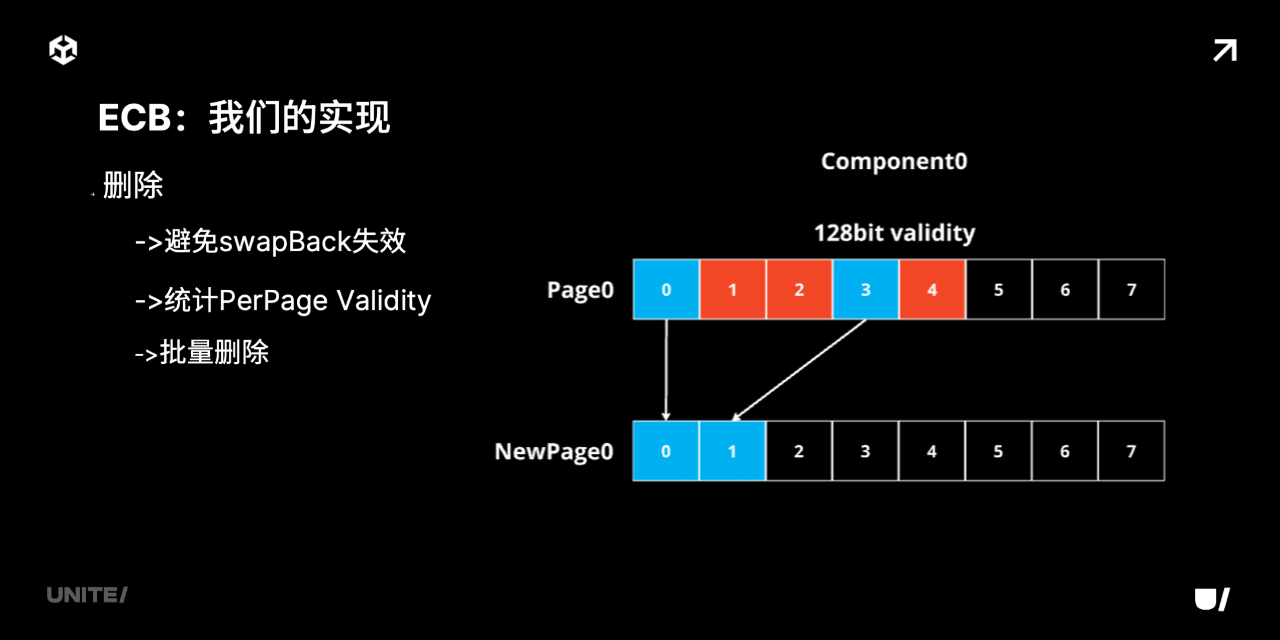 ECB：我们的实现
删除
->避免swapBack失效
->统计PerPage Validity
->批量删除
Component0
128bit validity
Page0 0 1 2 3 4 5 6 7
NewPage0 0 1 2 3 4 5 6 7
UNITE/
U/